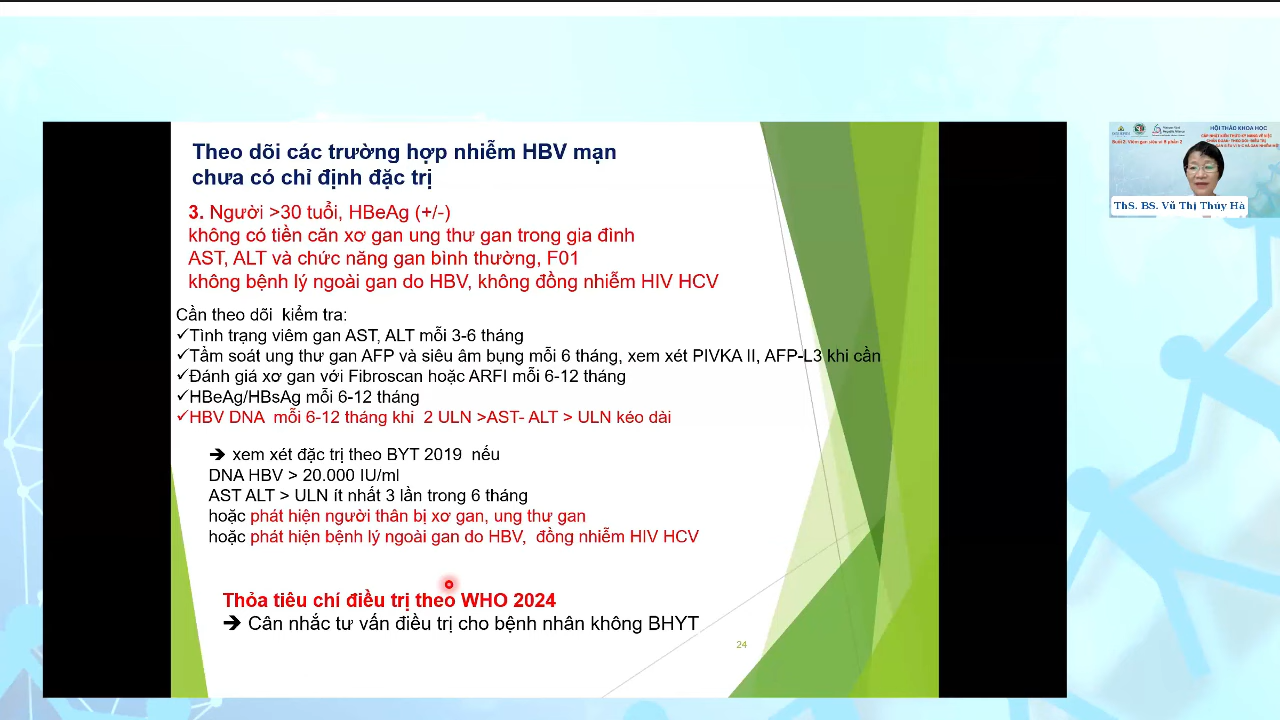 Theo dõi các trường hợp nhiễm HBV mạn
chưa có chỉ định đặc trị
3. Người >30 tuổi, HBeAg (+/-)
không có tiền căn xơ gan ung thư gan trong gia đình
AST, ALT và chức năng gan bình thường, F01
không bệnh lý ngoài gan do HBV, không đồng nhiễm HIV HCV
Cần theo dõi kiểm tra:
✓Tình trạng viêm gan AST, ALT mỗi 3-6 tháng
✓Tầm soát ung thư gan AFP và siêu âm bụng mỗi 6 tháng, xem xét PIVKA II, AFP-L3 khi cần
✓Đánh giá xơ gan với Fibroscan hoặc ARFI mỗi 6-12 tháng
✓HBeAg/HBsAg mỗi 6-12 tháng
✓HBV DNA mỗi 6-12 tháng khi 2 ULN >AST- ALT > ULN kéo dài
➔ xem xét đặc trị theo BYT 2019 nếu
DNA HBV > 20.000 IU/ml
AST ALT > ULN ít nhất 3 lần trong 6 tháng
hoặc phát hiện người thân bị xơ gan, ung thư gan
hoặc phát hiện bệnh lý ngoài gan do HBV, đồng nhiễm HIV HCV
Thỏa tiêu chí điều trị theo WHO 2024
➔ Cân nhắc tư vấn điều trị cho bệnh nhân không BHYT
24
HỘI THẢO KHOA HỌC
ThS. BS. Vũ Thị Thúy Hà